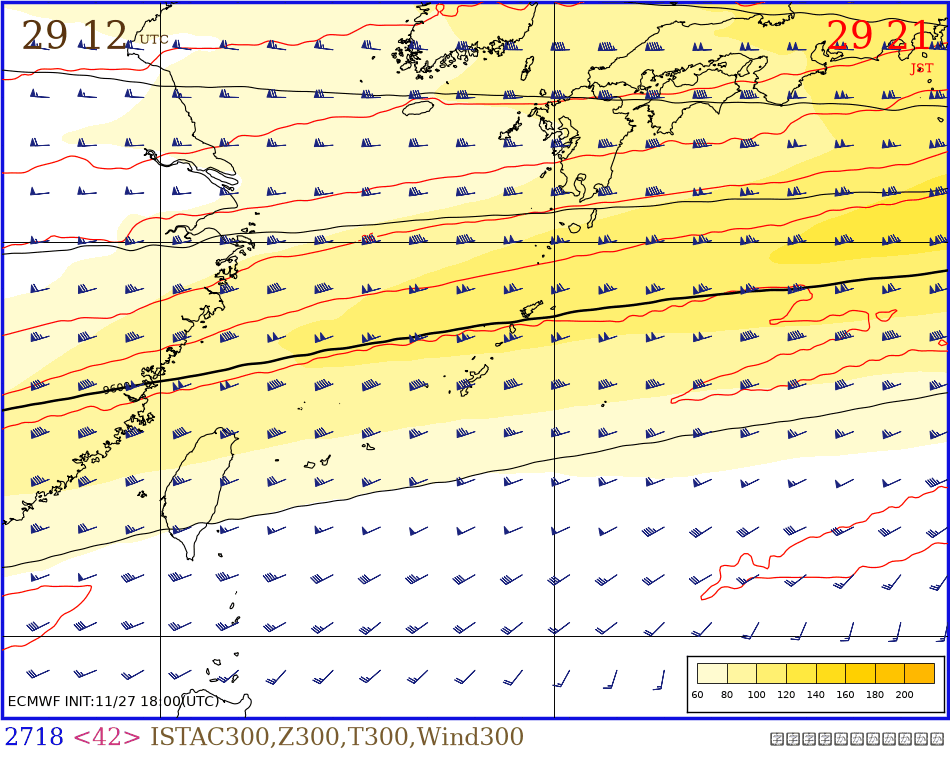 29 12 UTC
29 21
JST
9600
ECMWF INIT:11/27 18:00(UTC)
60 80 100 120 140 160 180 200
2718 <42> ISTAC300,Z300,T300,Wind300